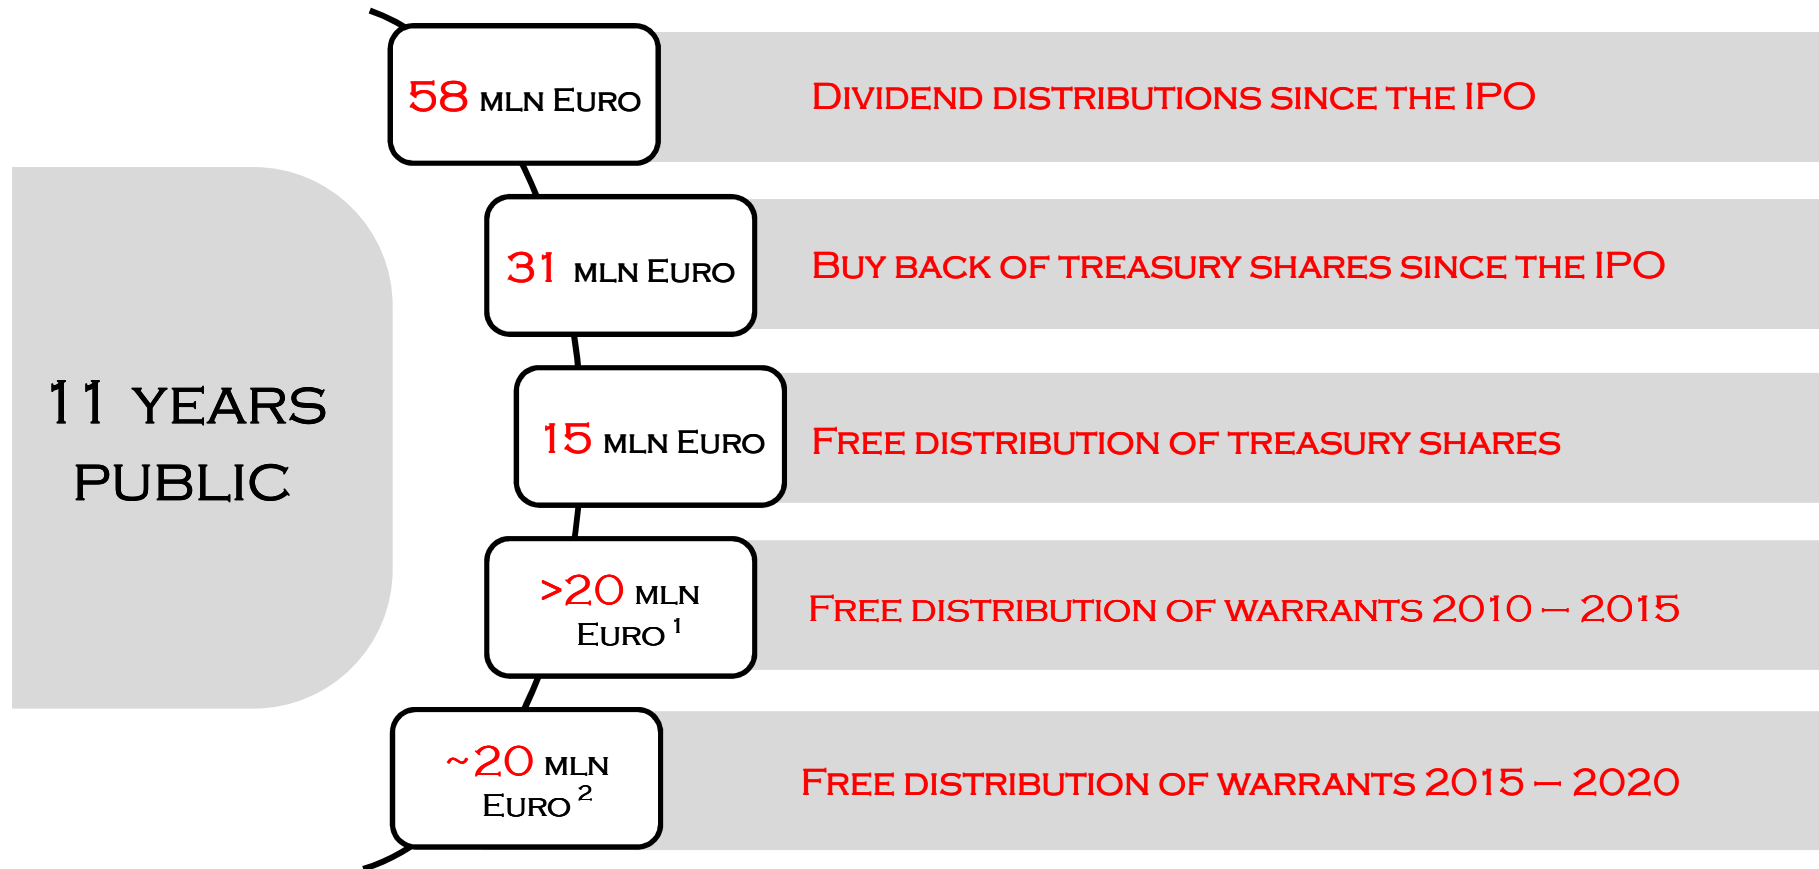 58 MLN EURO
DIVIDEND DISTRIBUTIONS SINCE THE IPO
31 MLN EURO
BUY BACK OF TREASURY SHARES SINCE THE IPO
11 YEARS
PUBLIC
15 MLN EURO
FREE DISTRIBUTION OF TREASURY SHARES
>20 MLN
EURO 1
FREE DISTRIBUTION OF WARRANTS 2010 – 2015
~20 MLN
EURO 2
FREE DISTRIBUTION OF WARRANTS 2015 – 2020